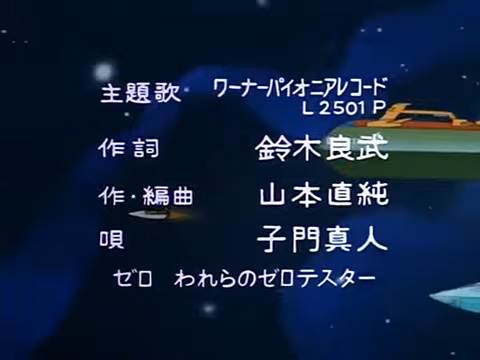 主題歌 ワーナーパイオニアレコード
L2501P
作詞 鈴木良武
作・編曲 山本直純
唄 子門真人
ゼロ われらのゼロテスター